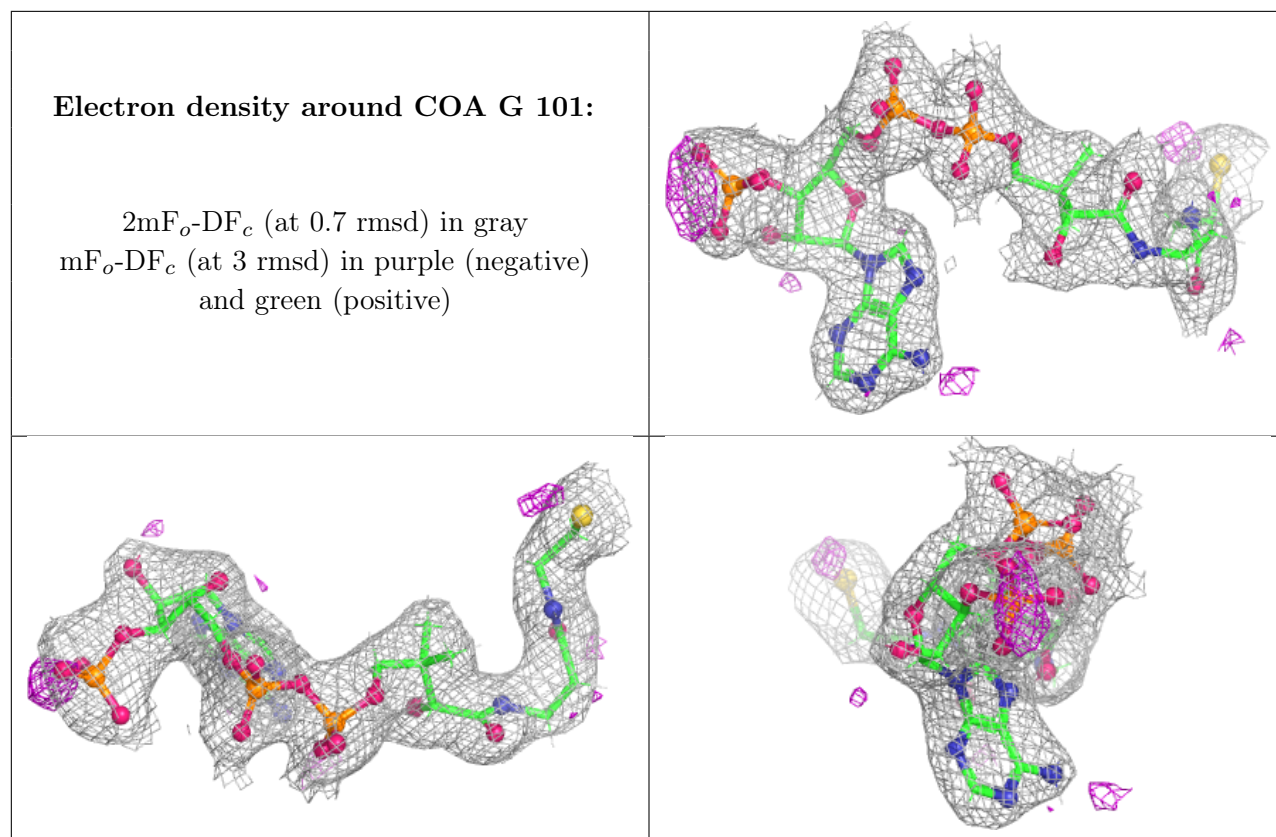 Electron density around COA G 101:
2mFₒ-DF𝒸 (at 0.7 rmsd) in gray
mFₒ-DF𝒸 (at 3 rmsd) in purple (negative)
and green (positive)